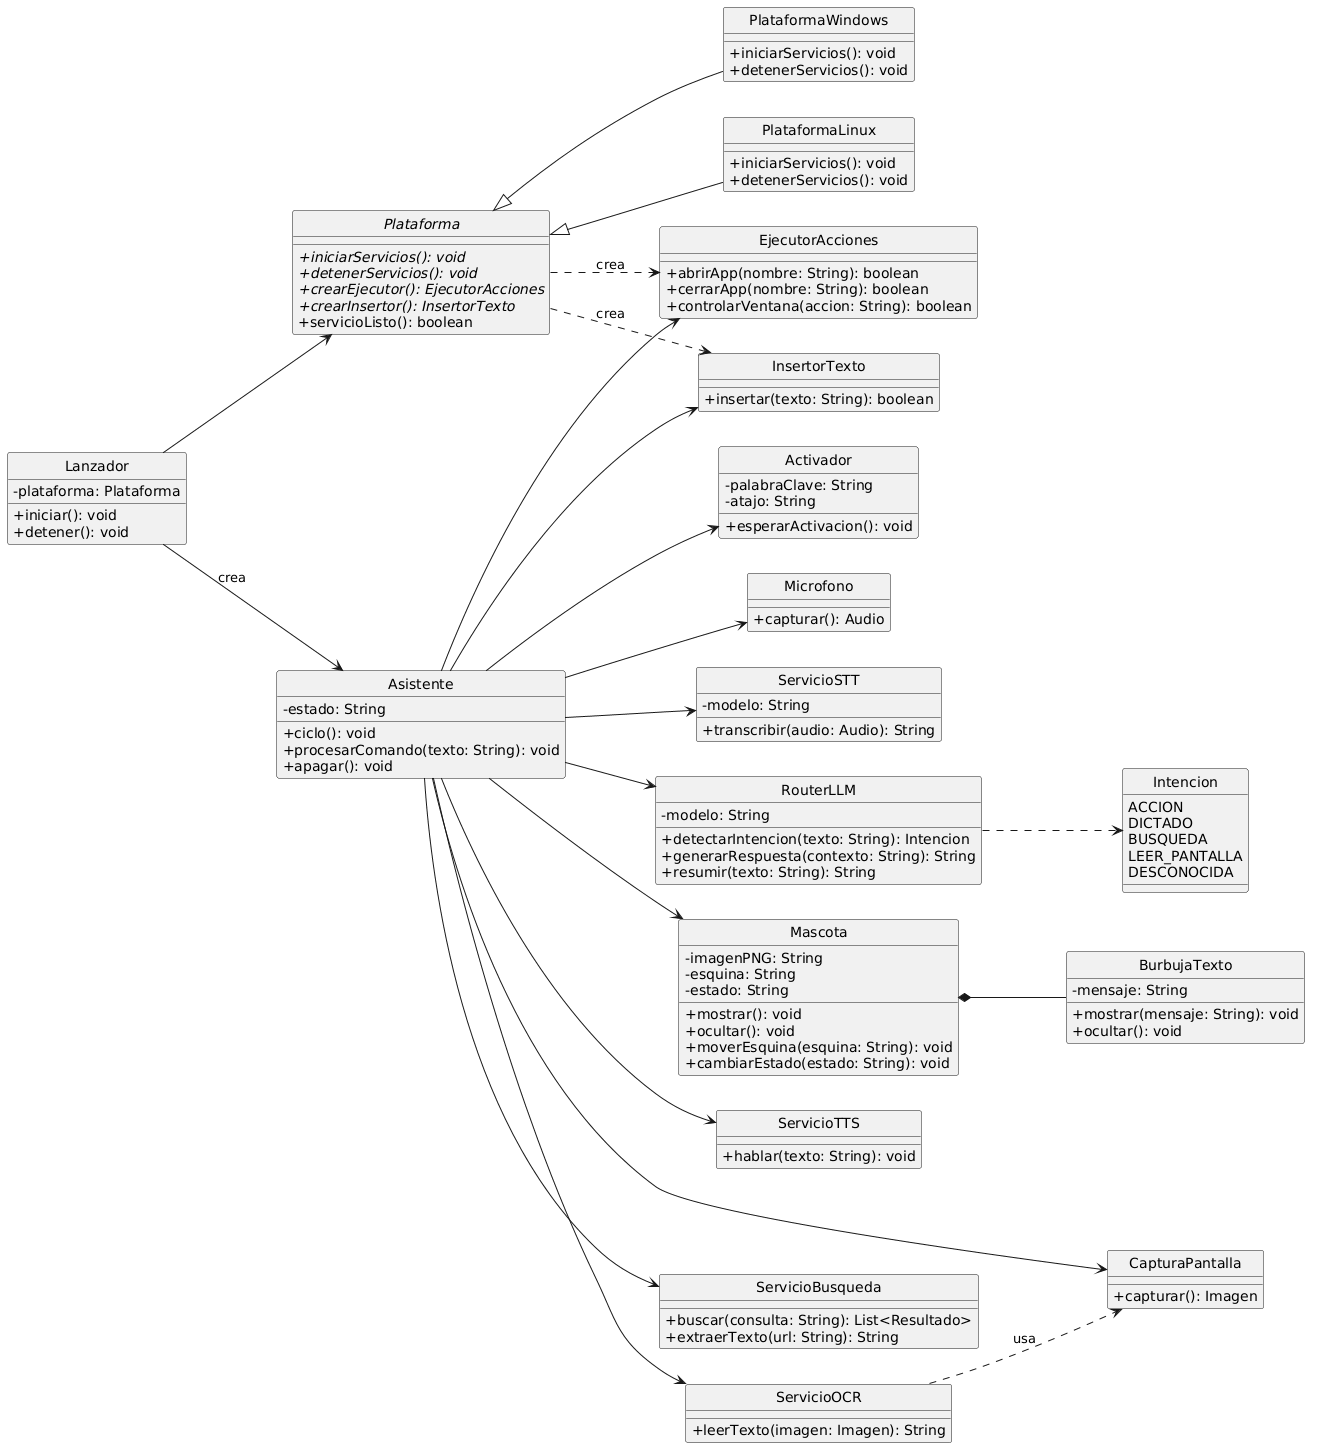 PlataformaWindows
+iniciarServicios(): void
+detenerServicios(): void
PlataformaLinux
+iniciarServicios(): void
+detenerServicios(): void
Plataforma
+iniciarServicios(): void
+detenerServicios(): void
+crearEjecutor(): EjecutorAcciones
+crearInsertor(): InsertorTexto
+servicioListo(): boolean
crea
crea
EjecutorAcciones
+abrirApp(nombre: String): boolean
+cerrarApp(nombre: String): boolean
+controlarVentana(accion: String): boolean
InsertorTexto
+insertar(texto: String): boolean
Lanzador
-plataforma: Plataforma
+iniciar(): void
+detener(): void
crea
Activador
-palabraClave: String
-atajo: String
+esperarActivacion(): void
Microfono
+capturar(): Audio
Asistente
-estado: String
+ciclo(): void
+procesarComando(texto: String): void
+apagar(): void
ServicioSTT
-modelo: String
+transcribir(audio: Audio): String
RouterLLM
-modelo: String
+detectarIntencion(texto: String): Intencion
+generarRespuesta(contexto: String): String
+resumir(texto: String): String
Intencion
ACCION
DICTADO
BUSQUEDA
LEER_PANTALLA
DESCONOCIDA
Mascota
-imagenPNG: String
-esquina: String
-estado: String
+mostrar(): void
+ocultar(): void
+moverEsquina(esquina: String): void
+cambiarEstado(estado: String): void
BurbujaTexto
-mensaje: String
+mostrar(mensaje: String): void
+ocultar(): void
ServicioTTS
+hablar(texto: String): void
CapturaPantalla
+capturar(): Imagen
ServicioBusqueda
+buscar(consulta: String): List<Resultado>
+extraerTexto(url: String): String
usa
ServicioOCR
+leerTexto(imagen: Imagen): String